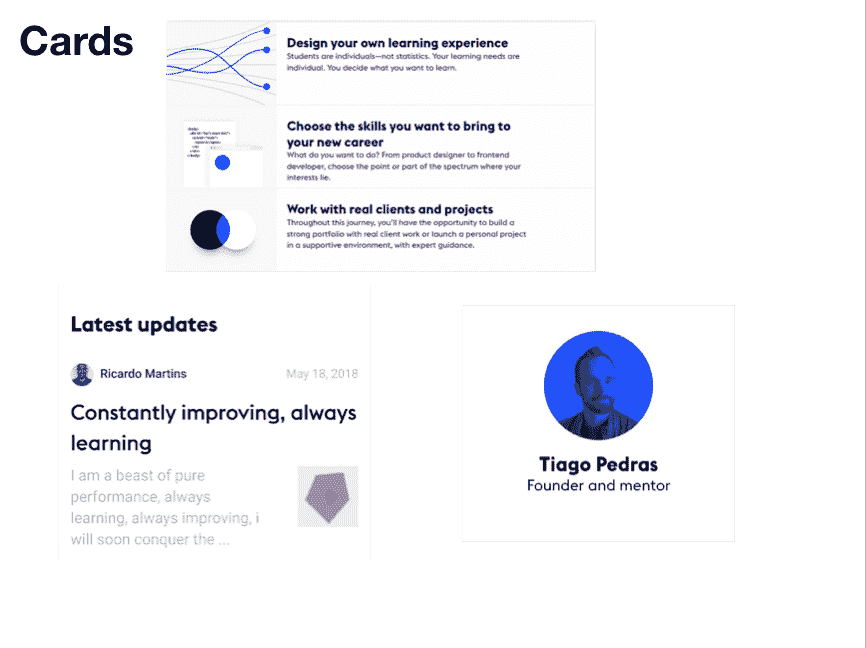 Cards
Design your own learning experience
Students are individuals—not statistics. Your learning needs are
individual. You decide what you want to learn.
Choose the skills you want to bring to
your new career
What do you want to do? From product designer to frontend
developer, choose the point or part of the spectrum where your
interests lie.
Work with real clients and projects
Throughout this journey, you'll have the opportunity to build a
strong portfolio with real client work or launch a personal project
in a supportive environment, with expert guidance.
Latest updates
Ricardo Martins May 18, 2018
Constantly improving, always
learning
I am a beast of pure
performance, always
learning, always improving, i
will soon conquer the ...
Tiago Pedras
Founder and mentor